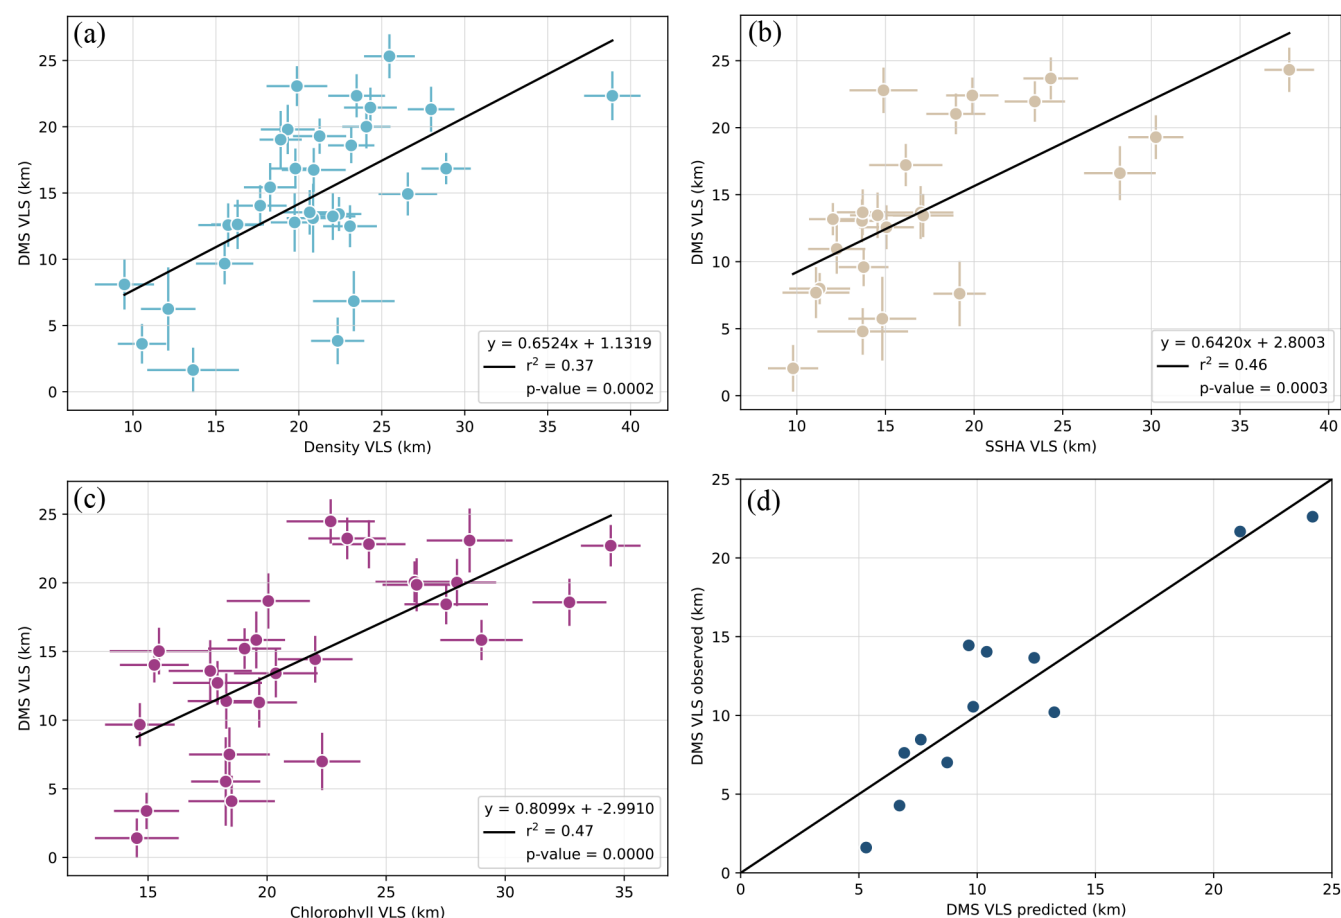 (a)
25
20
15
10
5
0
DMS VLS (km)
y = 0.6524x + 1.1319
r² = 0.37
p-value = 0.0002
10 15 20 25 30 35 40
Density VLS (km)
(b)
25
20
15
10
5
0
DMS VLS (km)
y = 0.6420x + 2.8003
r² = 0.46
p-value = 0.0003
10 15 20 25 30 35 40
SSHA VLS (km)
(c)
25
20
15
10
5
0
DMS VLS (km)
y = 0.8099x + -2.9910
r² = 0.47
p-value = 0.0000
15 20 25 30 35
Chlorophyll VLS (km)
(d)
25
20
15
10
5
0
DMS VLS observed (km)
0 5 10 15 20 25
DMS VLS predicted (km)